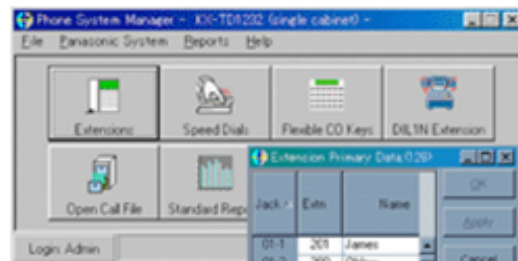 Phone System Manager - KX-TD1232 (single cabinet) -
File Panasonic System Reports Help
Extensions Speed Dials Flexible CO Keys DIL1N Extension
Extension Primary Data(128)
Open Call File Standard Repo
OK
Jack Extn Name
Apply
01-1 201 James
Login: Admin
Cancel